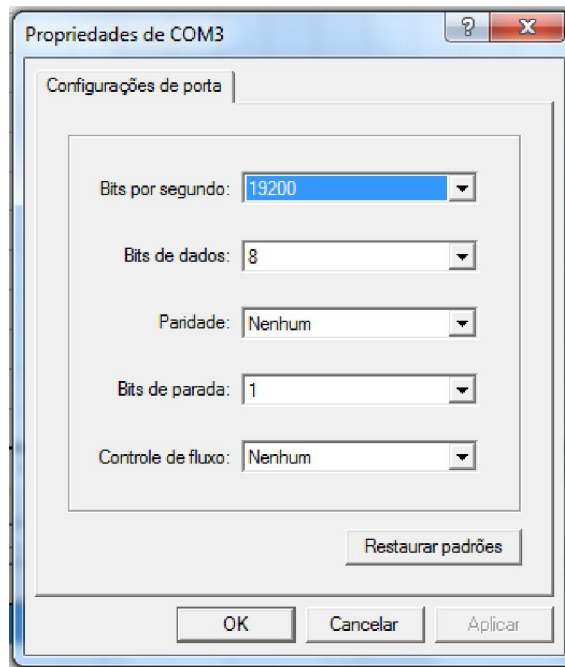 Propriedades de COM3
Configurações de porta
Bits por segundo: 19200
Bits de dados: 8
Paridade: Nenhum
Bits de parada: 1
Controle de fluxo: Nenhum
Restaurar padrões
OK Cancelar Aplicar